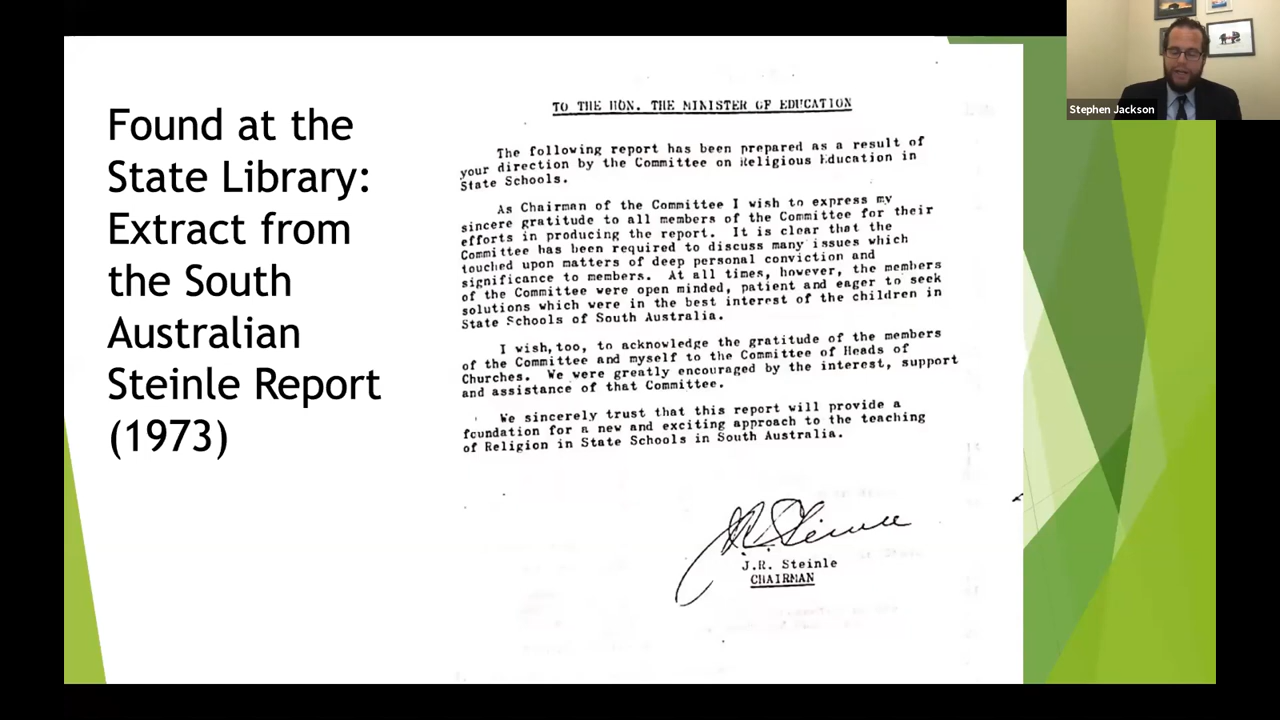 Found at the
State Library:
Extract from
the South
Australian
Steinle Report
(1973)
TO THE HON. THE MINISTER OF EDUCATION
The following report has been prepared as a result of
your direction by the Committee on Religious Education in
State Schools.
As Chairman of the Committee I wish to express my
sincere gratitude to all members of the Committee for their
efforts in producing the report. It is clear that the
Committee has been required to discuss many issues which
touched upon matters of deep personal conviction and
significance to members. At all times, however, the members
of the Committee were open minded, patient and eager to seek
solutions which were in the best interest of the children in
State Schools of South Australia.
I wish, too, to acknowledge the gratitude of the members
of the Committee and myself to the Committee of Heads of
Churches. We were greatly encouraged by the interest, support
and assistance of that Committee.
We sincerely trust that this report will provide a
foundation for a new and exciting approach to the teaching
of Religion in State Schools in South Australia.
J.R. Steinle
J.R. Steinle
CHAIRMAN
Stephen Jackson